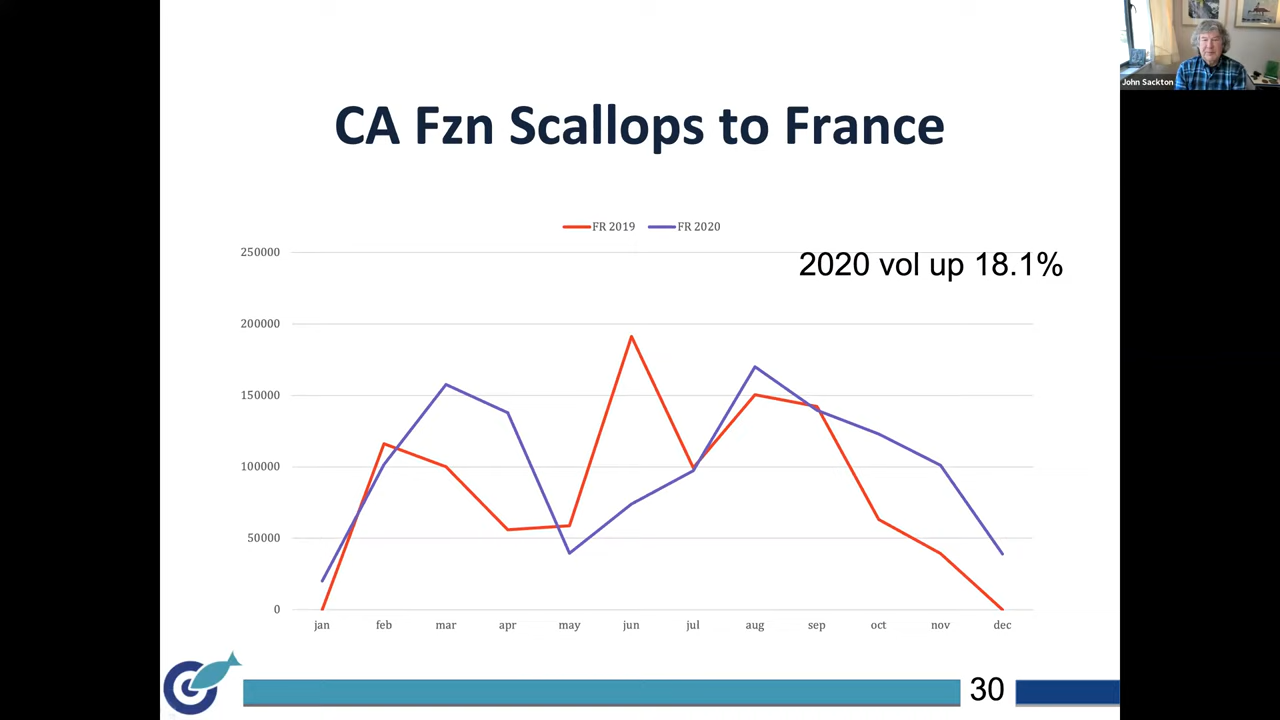 John Sackton
CA Fzn Scallops to France
FR 2019 FR 2020
2020 vol up 18.1%
250000
200000
150000
100000
50000
0
jan feb mar apr may jun jul aug sep oct nov dec
30